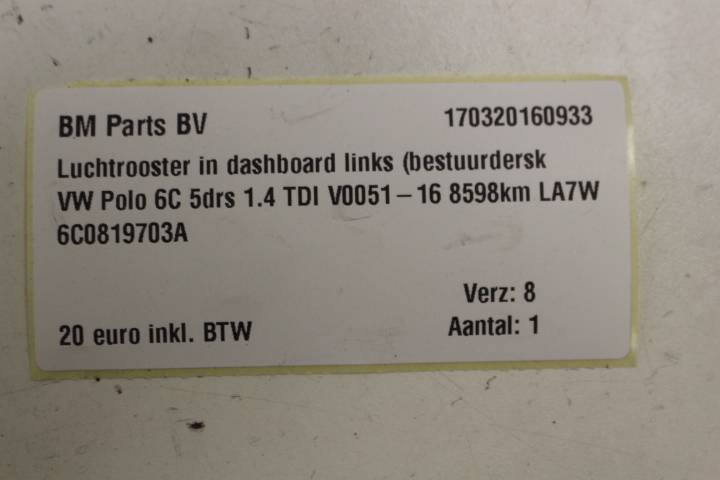 BM Parts BV 170320160933
Luchtrooster in dashboard links (bestuurdersk
VW Polo 6C 5drs 1.4 TDI V0051-16 8598km LA7W
6C0819703A
Verz: 8
20 euro inkl. BTW Aantal: 1